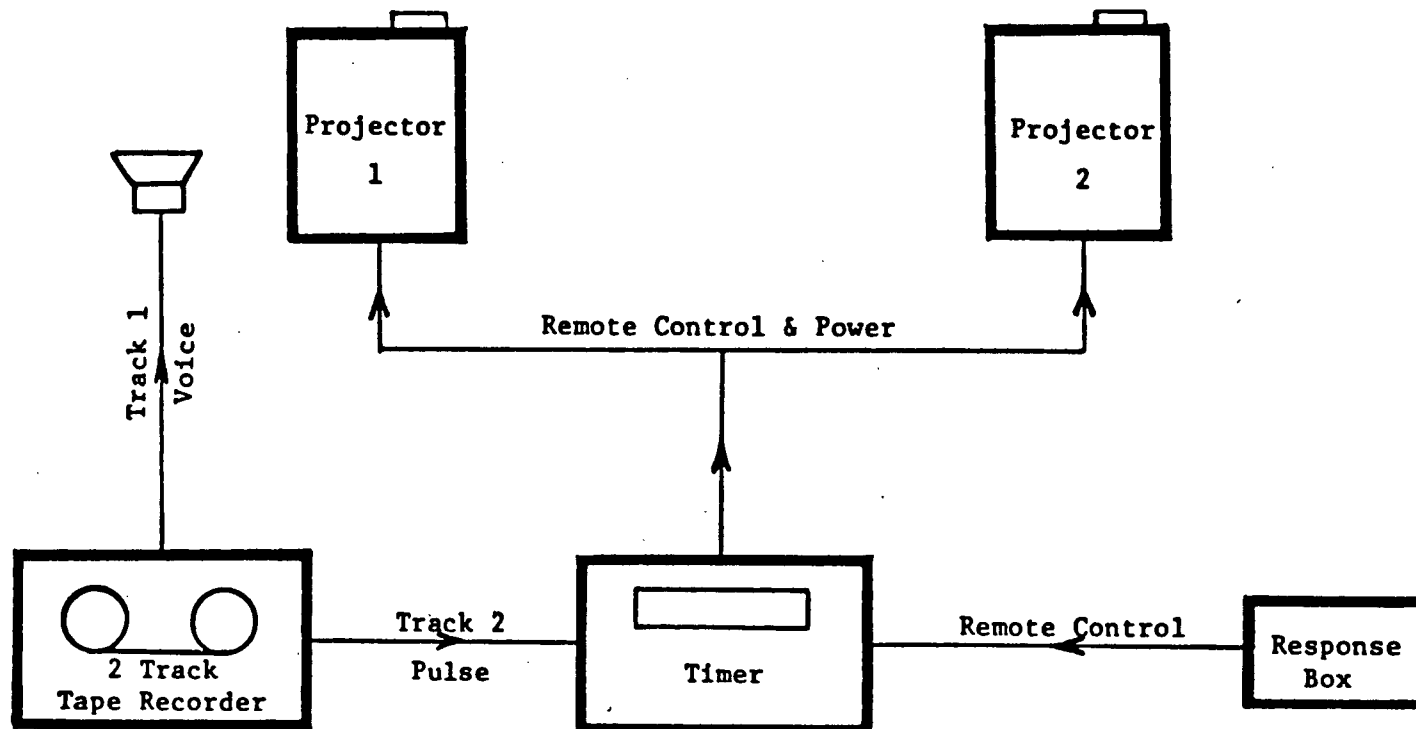 Projector
1
Projector
2
Remote Control & Power
Track 1
Voice
2 Track
Tape Recorder
Track 2
Pulse
Timer
Remote Control
Response
Box